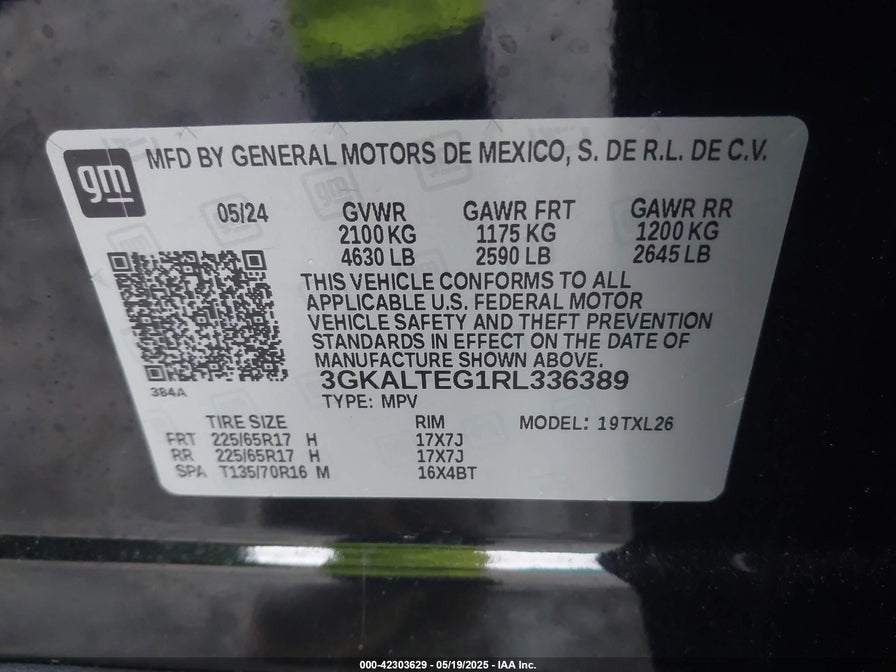 gm
MFD BY GENERAL MOTORS DE MEXICO, S. DE R.L. DE C.V.
05/24 GVWR GAWR FRT GAWR RR
2100 KG 1175 KG 1200 KG
4630 LB 2590 LB 2645 LB
THIS VEHICLE CONFORMS TO ALL
APPLICABLE U.S. FEDERAL MOTOR
VEHICLE SAFETY AND THEFT PREVENTION
STANDARDS IN EFFECT ON THE DATE OF
MANUFACTURE SHOWN ABOVE.
3GKALTEG1RL336389
384A
TYPE: MPV
TIRE SIZE RIM MODEL: 19TXL26
FRT 225/65R17 H 17X7J
RR 225/65R17 H 17X7J
SPA T135/70R16 M 16X4BT
000-42303629 - 05/19/2025 - IAA Inc.